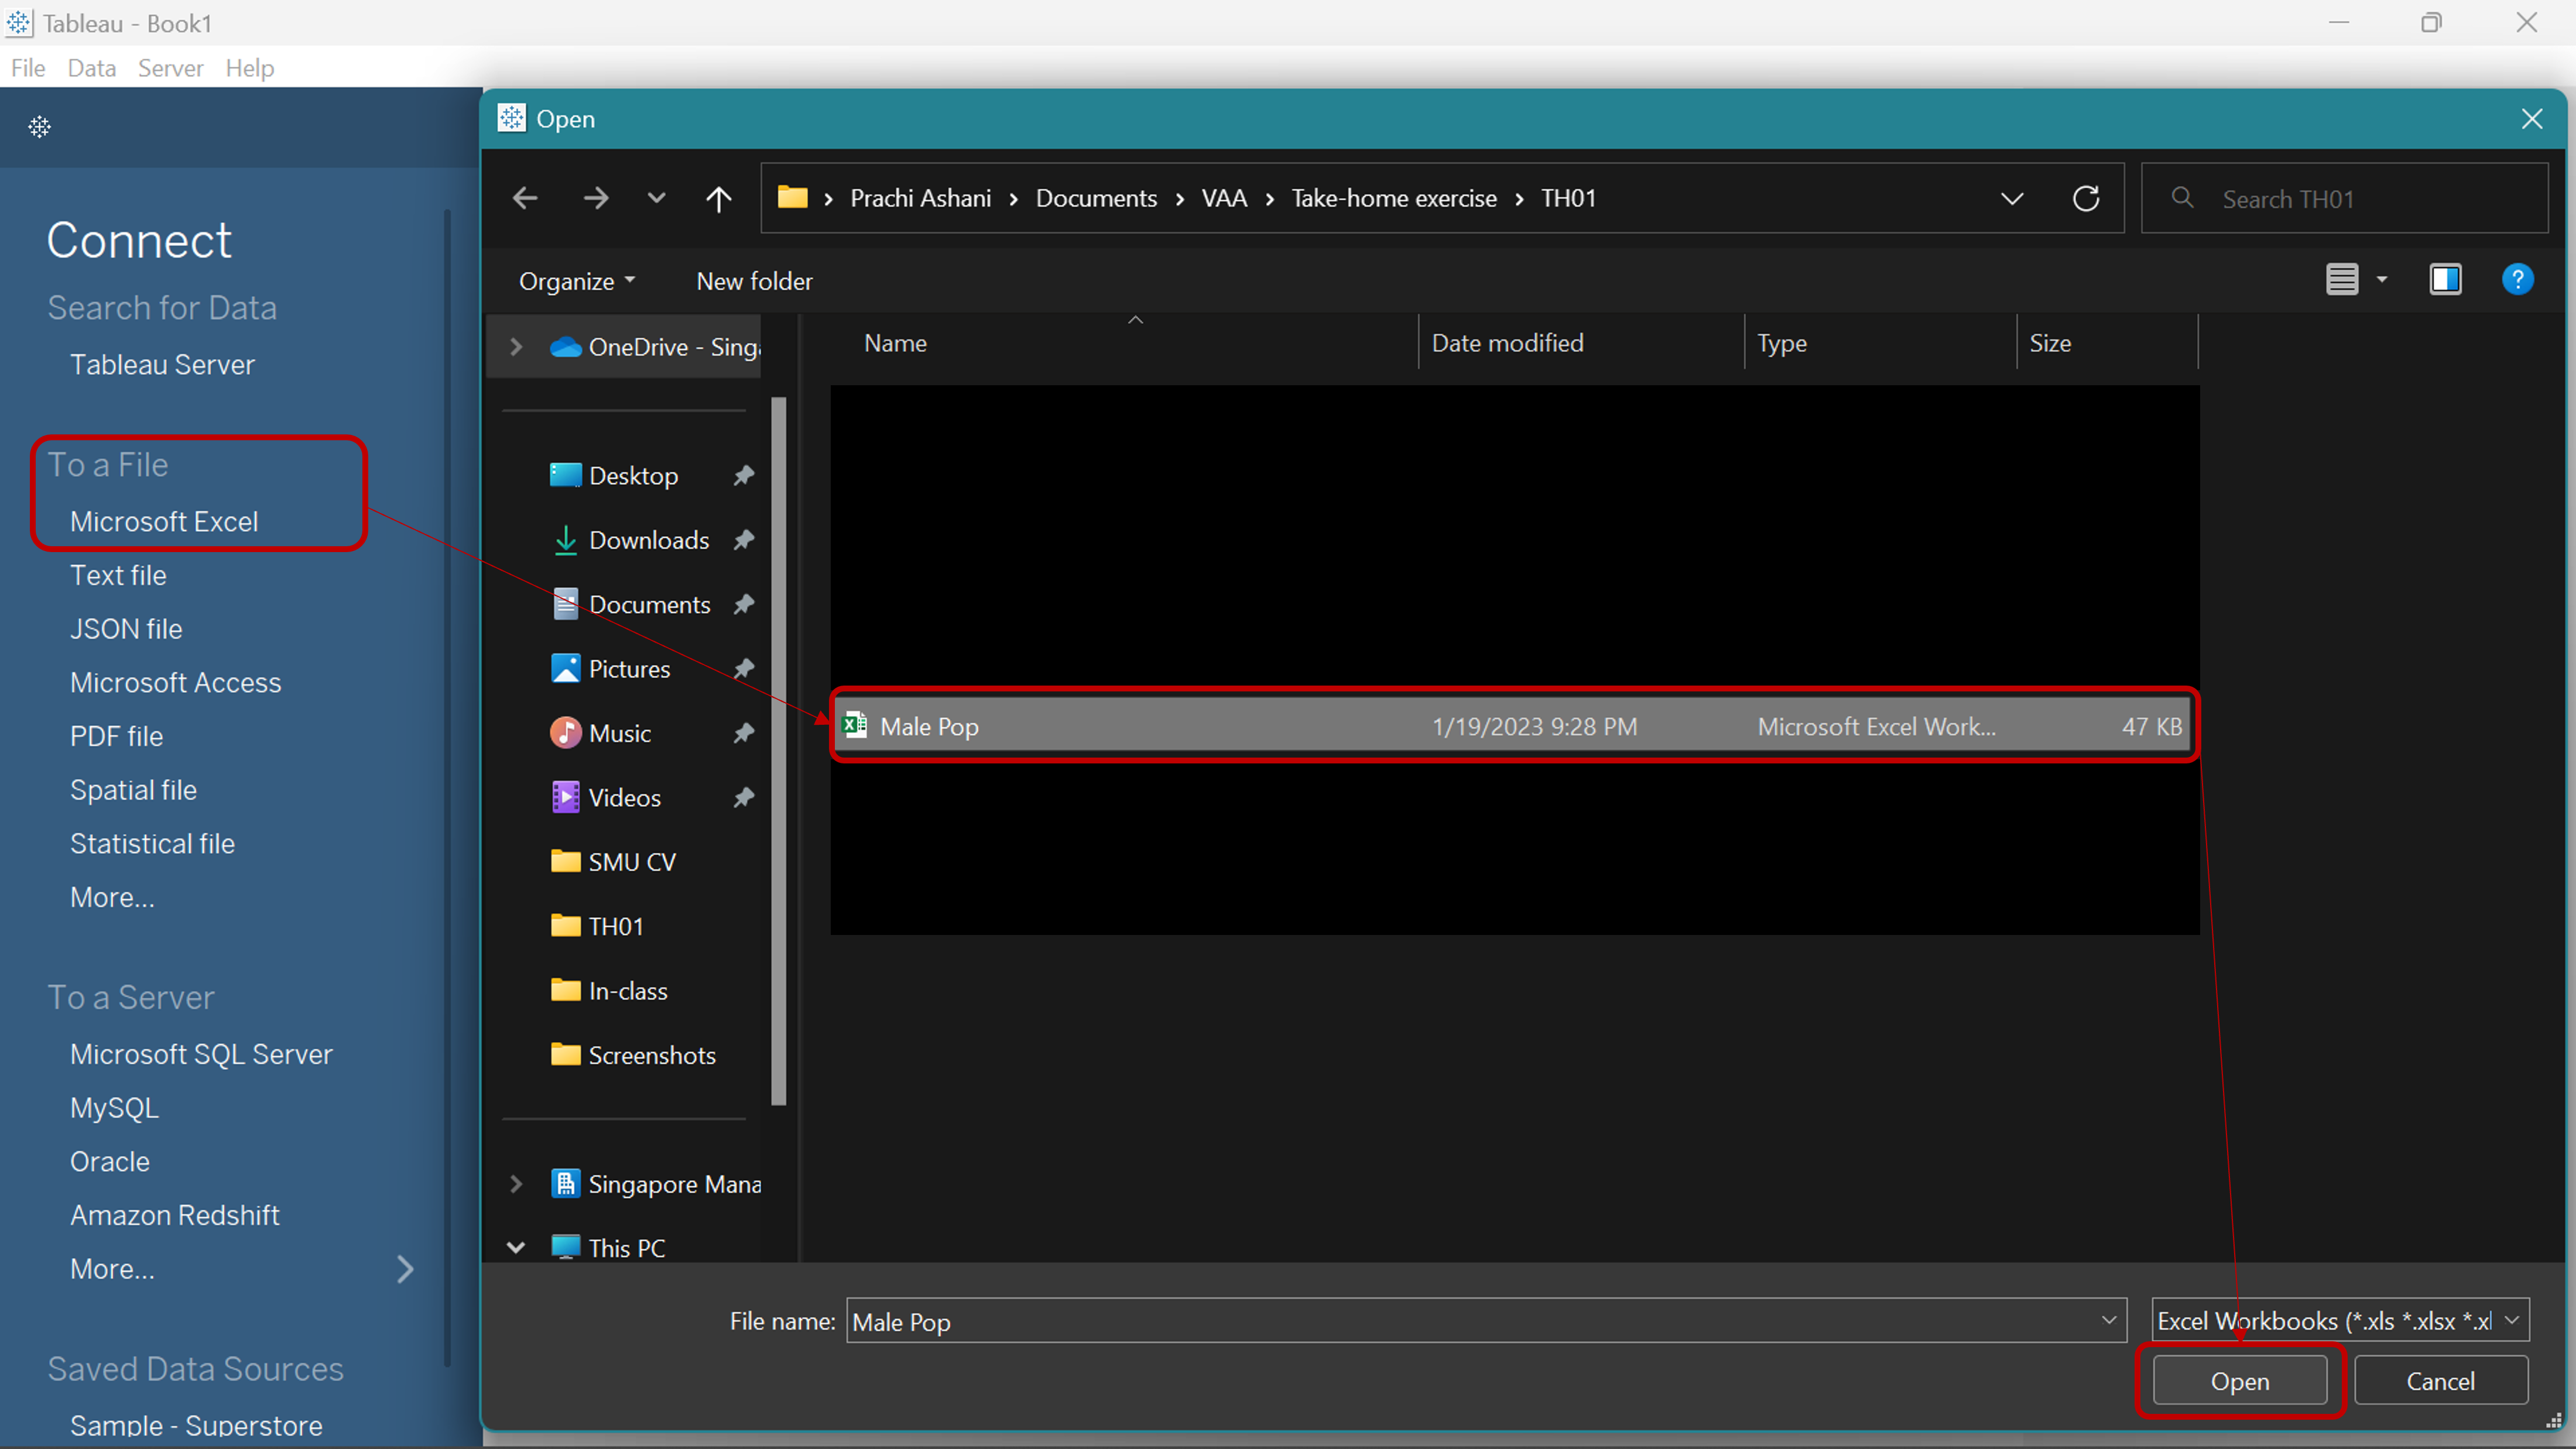 Tableau - Book1
File Data Server Help
Connect
Search for Data
Tableau Server
To a File
Microsoft Excel
Text file
JSON file
Microsoft Access
PDF file
Spatial file
Statistical file
More...
To a Server
Microsoft SQL Server
MySQL
Oracle
Amazon Redshift
More...
Saved Data Sources
Sample - Superstore
Open
Prachi Ashani › Documents › VAA › Take-home exercise › TH01
Search TH01
Organize New folder
Name Date modified Type Size
OneDrive - Singa
Desktop
Downloads
Documents
Pictures
Music
Videos
SMU CV
TH01
In-class
Screenshots
Singapore Mana
This PC
Male Pop 1/19/2023 9:28 PM Microsoft Excel Work... 47 KB
File name: Male Pop Excel Workbooks (*.xls *.xlsx *.xl
Open Cancel